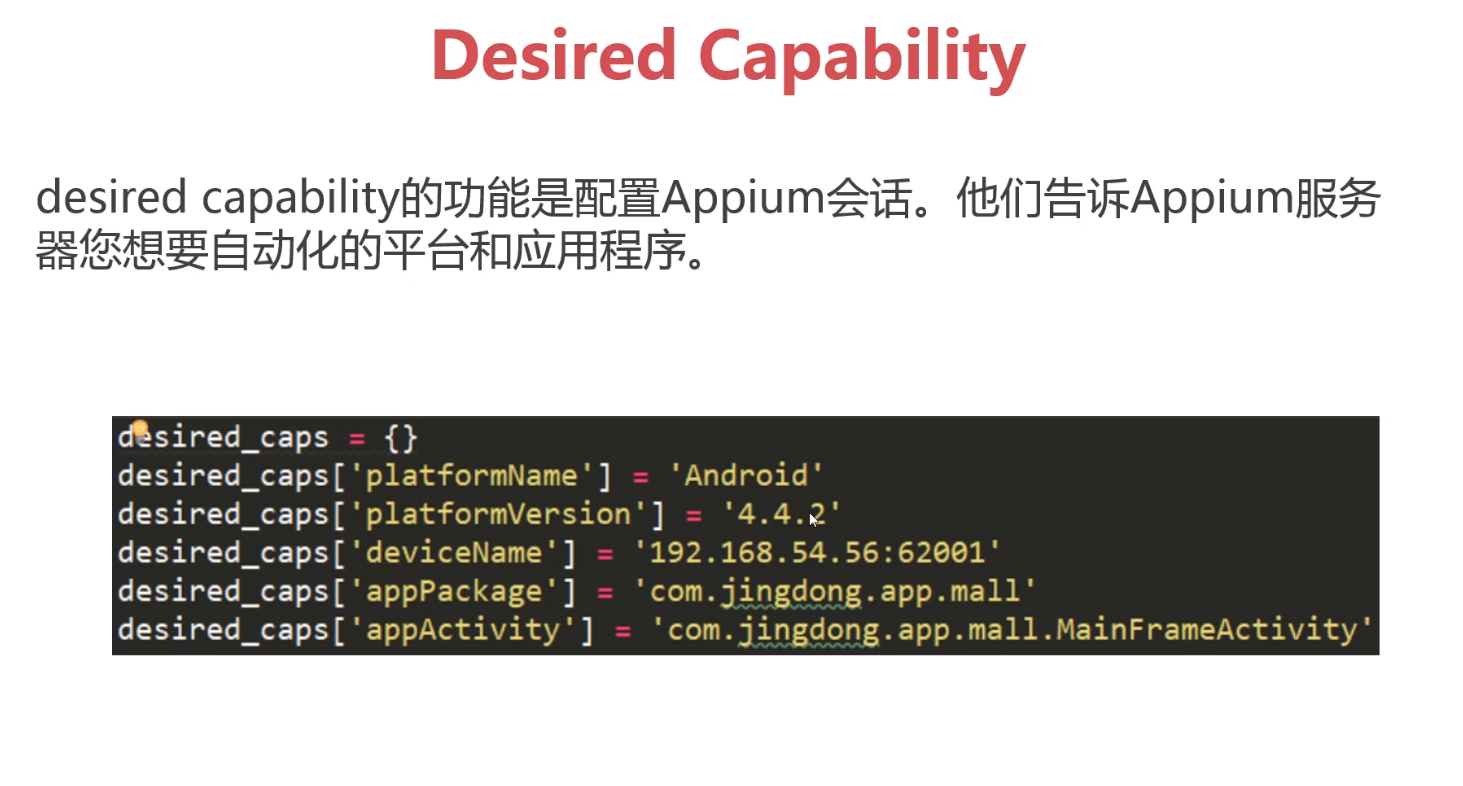 Desired Capability
desired capability的功能是配置Appium会话。他们告诉Appium服务
器您想要自动化的平台和应用程序。
desired_caps = {}
desired_caps['platformName'] = 'Android'
desired_caps['platformVersion'] = '4.4.2'
desired_caps['deviceName'] = '192.168.54.56:62001'
desired_caps['appPackage'] = 'com.jingdong.app.mall'
desired_caps['appActivity'] = 'com.jingdong.app.mall.MainFrameActivity'